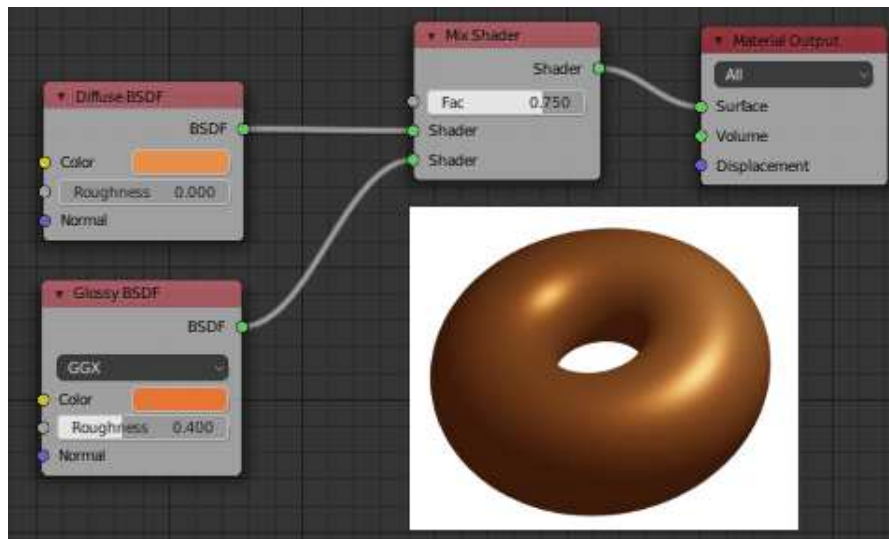 Diffuse BSDF
BSDF
Color
Roughness 0.000
Normal
Glossy BSDF
BSDF
GGX
Color
Roughness 0.400
Normal
Mix Shader
Shader
Fac 0.750
Shader
Shader
Material Output
All
Surface
Volume
Displacement